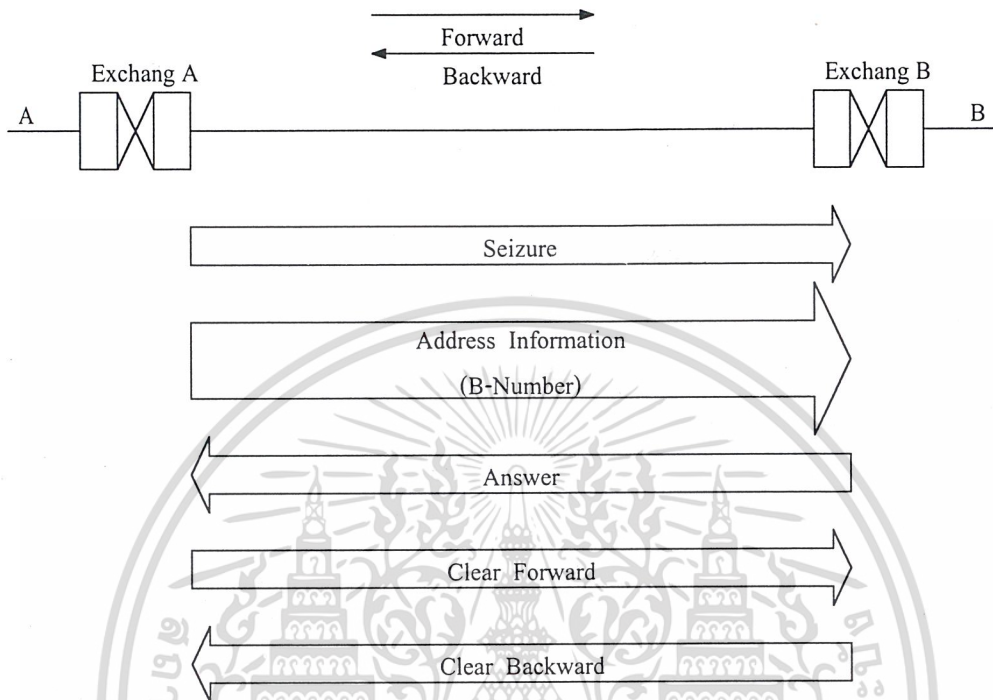 Forward
Backward
Exchang A
Exchang B
A
B
Seizure
Address Information
(B-Number)
Answer
Clear Forward
Clear Backward